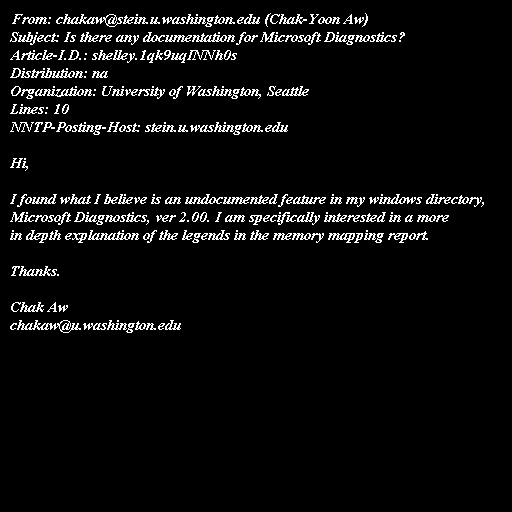 From: chakaw@stein.u.washington.edu (Chak-Yoon Aw)
Subject: Is there any documentation for Microsoft Diagnostics?
Article-I.D.: shelley.1qk9uqINNh0s
Distribution: na
Organization: University of Washington, Seattle
Lines: 10
NNTP-Posting-Host: stein.u.washington.edu

Hi,

I found what I believe is an undocumented feature in my windows directory,
Microsoft Diagnostics, ver 2.00. I am specifically interested in a more
in depth explanation of the legends in the memory mapping report.

Thanks.

Chak Aw
chakaw@u.washington.edu